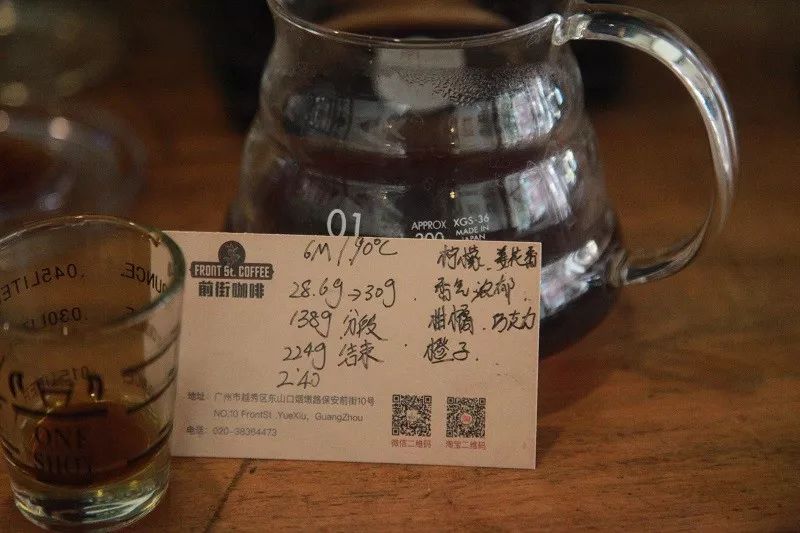 01
APPROX XGS-36
MADE IN
JAPAN
FRONT St. COFFEE
前街咖啡
6M / 90℃
28.6g→30g
138g 分段
224g 结束
2'40
柠檬、
香气浓郁
柑橘、巧克力
橙子.
地址：广州市越秀区东山口烟墩路保安前街10号
NO.10 FrontSt .YueXiu，GuangZhou
电话：020-38364473
微信二维码
淘宝二维码
.045LITER
OUNCE
.030LI
ONE
SHOT